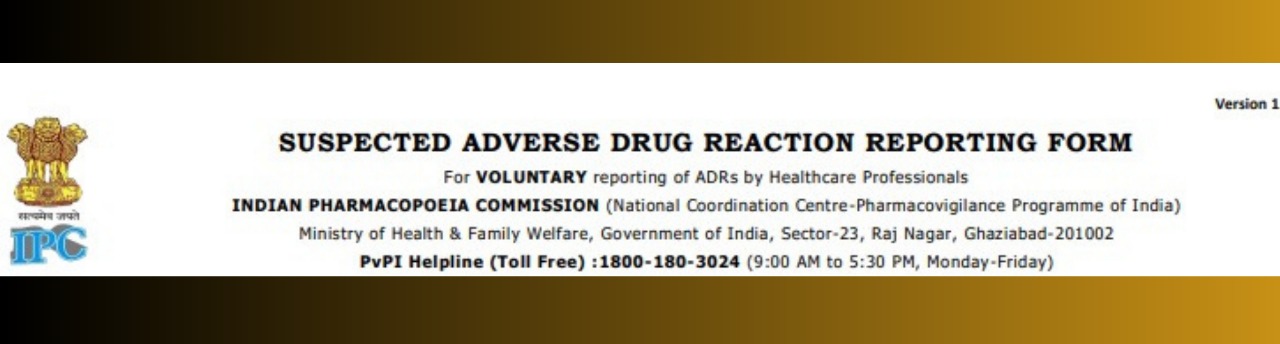 Version 1
SUSPECTED ADVERSE DRUG REACTION REPORTING FORM
For VOLUNTARY reporting of ADRs by Healthcare Professionals
INDIAN PHARMACOPOEIA COMMISSION (National Coordination Centre-Pharmacovigilance Programme of India)
Ministry of Health & Family Welfare, Government of India, Sector-23, Raj Nagar, Ghaziabad-201002
PvPI Helpline (Toll Free) :1800-180-3024 (9:00 AM to 5:30 PM, Monday-Friday)
सत्यमेव जयते
IPC